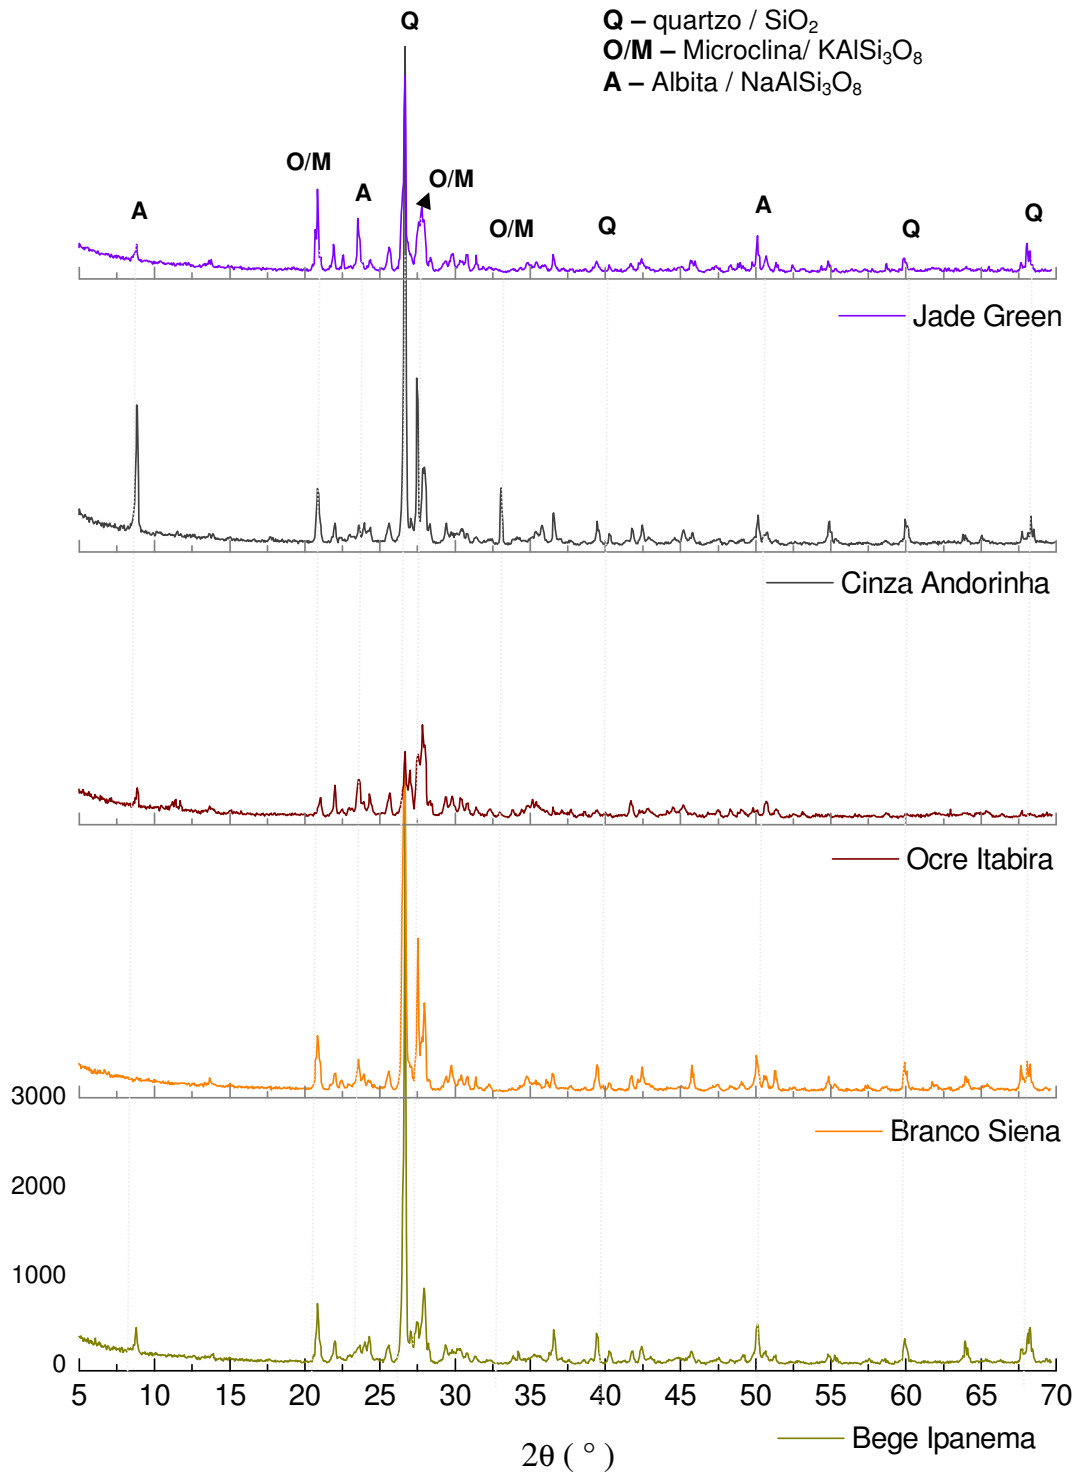 Q
Q – quartzo / SiO₂
O/M – Microclina/ KAlSi₃O₈
A – Albita / NaAlSi₃O₈
O/M
A
O/M
A
A
O/M
Q
Q
Q
Jade Green
Cinza Andorinha
Ocre Itabira
3000
Branco Siena
2000
1000
0
5 10 15 20 25 30 35 40 45 50 55 60 65 70
Bege Ipanema
2θ ( ° )